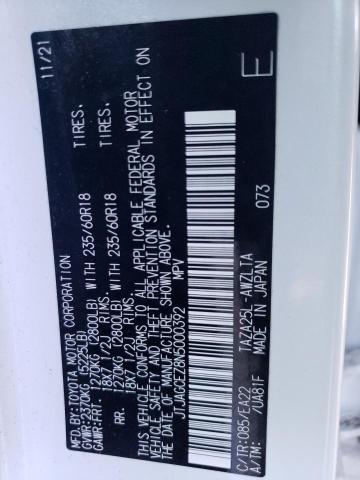 MFD.BY:TOYOTA MOTOR CORPORATION 11/21
GVWR:2370KG (5225LB)
GAWR:FRT. 1270KG (2800LB) WITH 235/60R18 TIRES.
18X7 1/2J RIMS.
RR. 1270KG (2800LB) WITH 235/60R18 TIRES.
18X7 1/2J RIMS.
THIS VEHICLE CONFORMS TO ALL APPLICABLE FEDERAL MOTOR
VEHICLE SAFETY AND THEFT PREVENTION STANDARDS IN EFFECT ON
THE DATE OF MANUFACTURE SHOWN ABOVE.
JTJAGCEZ8N5000392 MPV
E
073
C/TR:085/EA22 TAZA25L-AWZLTA
A/TM: /UA81F MADE IN JAPAN